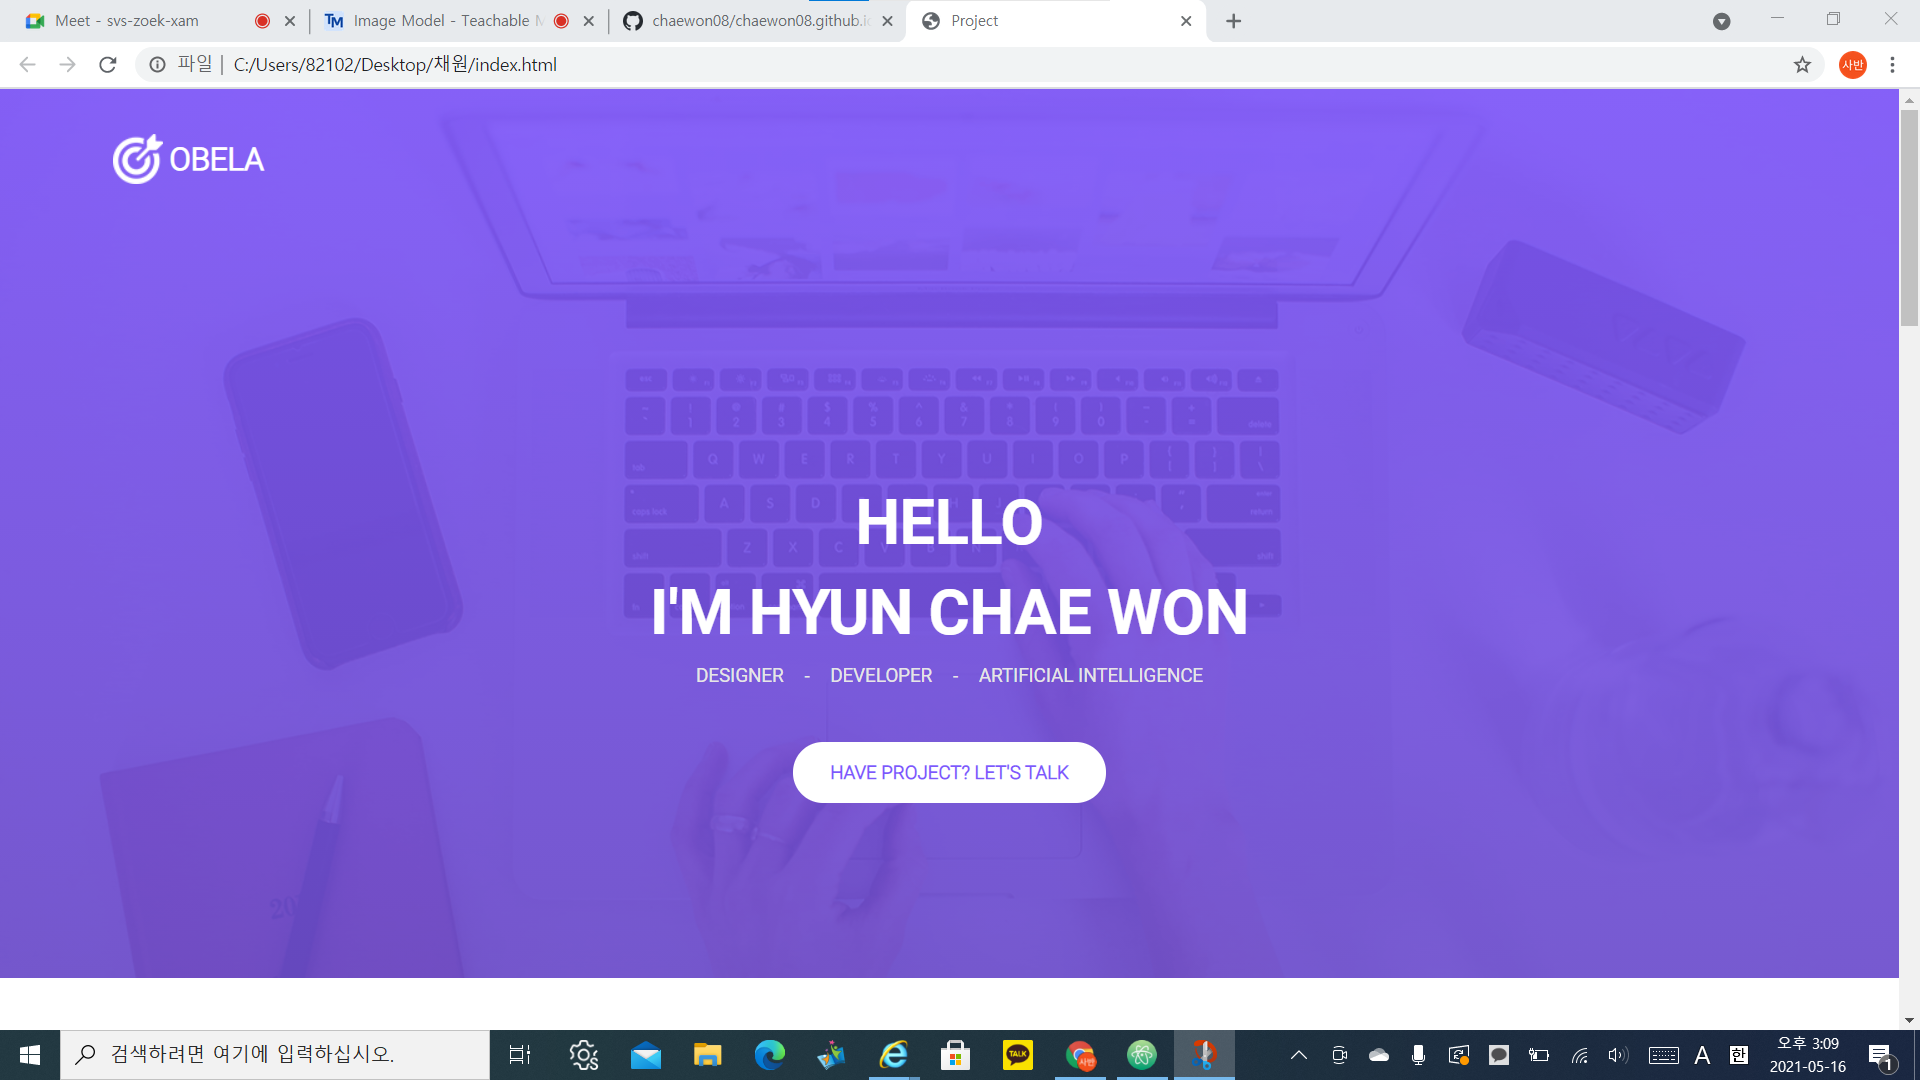 Meet - svs-zoek-xam
Image Model - Teachable M
chaewon08/chaewon08.github.io
Project
파일 | C:/Users/82102/Desktop/채원/index.html
사반
OBELA
HELLO
I'M HYUN CHAE WON
DESIGNER - DEVELOPER - ARTIFICIAL INTELLIGENCE
HAVE PROJECT? LET'S TALK
20
검색하려면 여기에 입력하십시오.
TALK
A
한
오후 3:09
2021-05-16
1